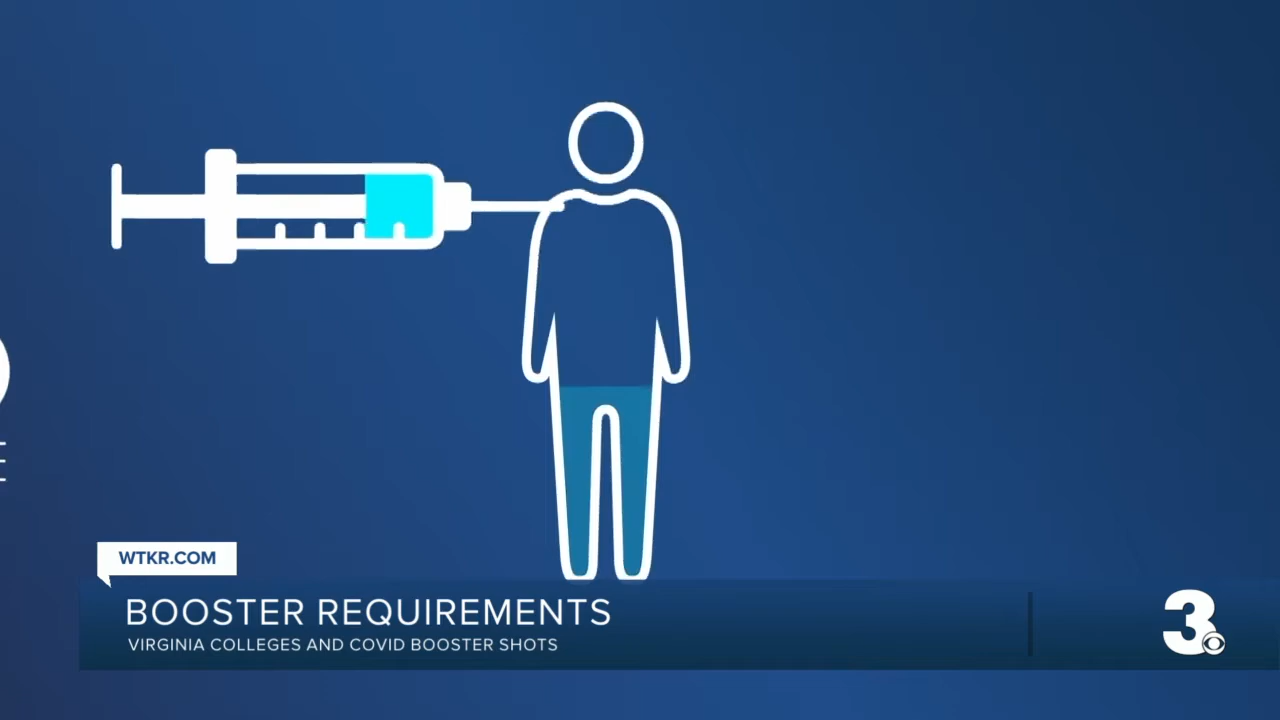 WTKR.COM
BOOSTER REQUIREMENTS
VIRGINIA COLLEGES AND COVID BOOSTER SHOTS
3